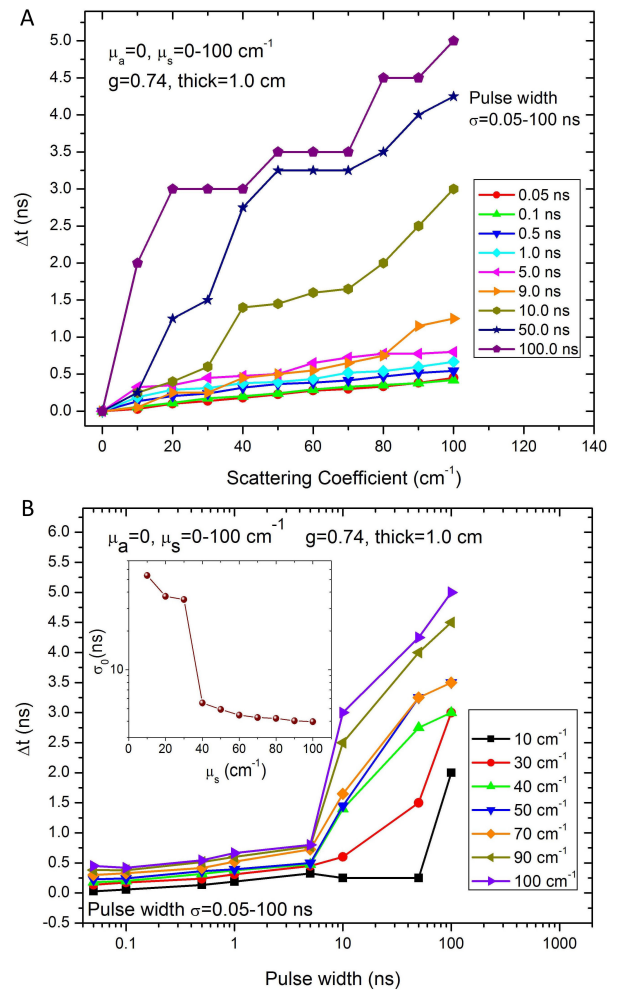 A
μa=0, μs=0-100 cm-1
g=0.74, thick=1.0 cm
Pulse width
σ=0.05-100 ns
5.0
4.5
4.0
3.5
3.0
2.5
2.0
1.5
1.0
0.5
0.0
Δt (ns)
0.05 ns
0.1 ns
0.5 ns
1.0 ns
5.0 ns
9.0 ns
10.0 ns
50.0 ns
100.0 ns
0 20 40 60 80 100 120 140
Scattering Coefficient (cm-1)
B
μa=0, μs=0-100 cm-1 g=0.74, thick=1.0 cm
6.0
5.5
5.0
4.5
4.0
3.5
3.0
2.5
2.0
1.5
1.0
0.5
0.0
-0.5
Δt (ns)
σ0(ns)
10
0 20 40 60 80 100
μs (cm-1)
10 cm-1
30 cm-1
40 cm-1
50 cm-1
70 cm-1
90 cm-1
100 cm-1
Pulse width σ=0.05-100 ns
0.1 1 10 100 1000
Pulse width (ns)